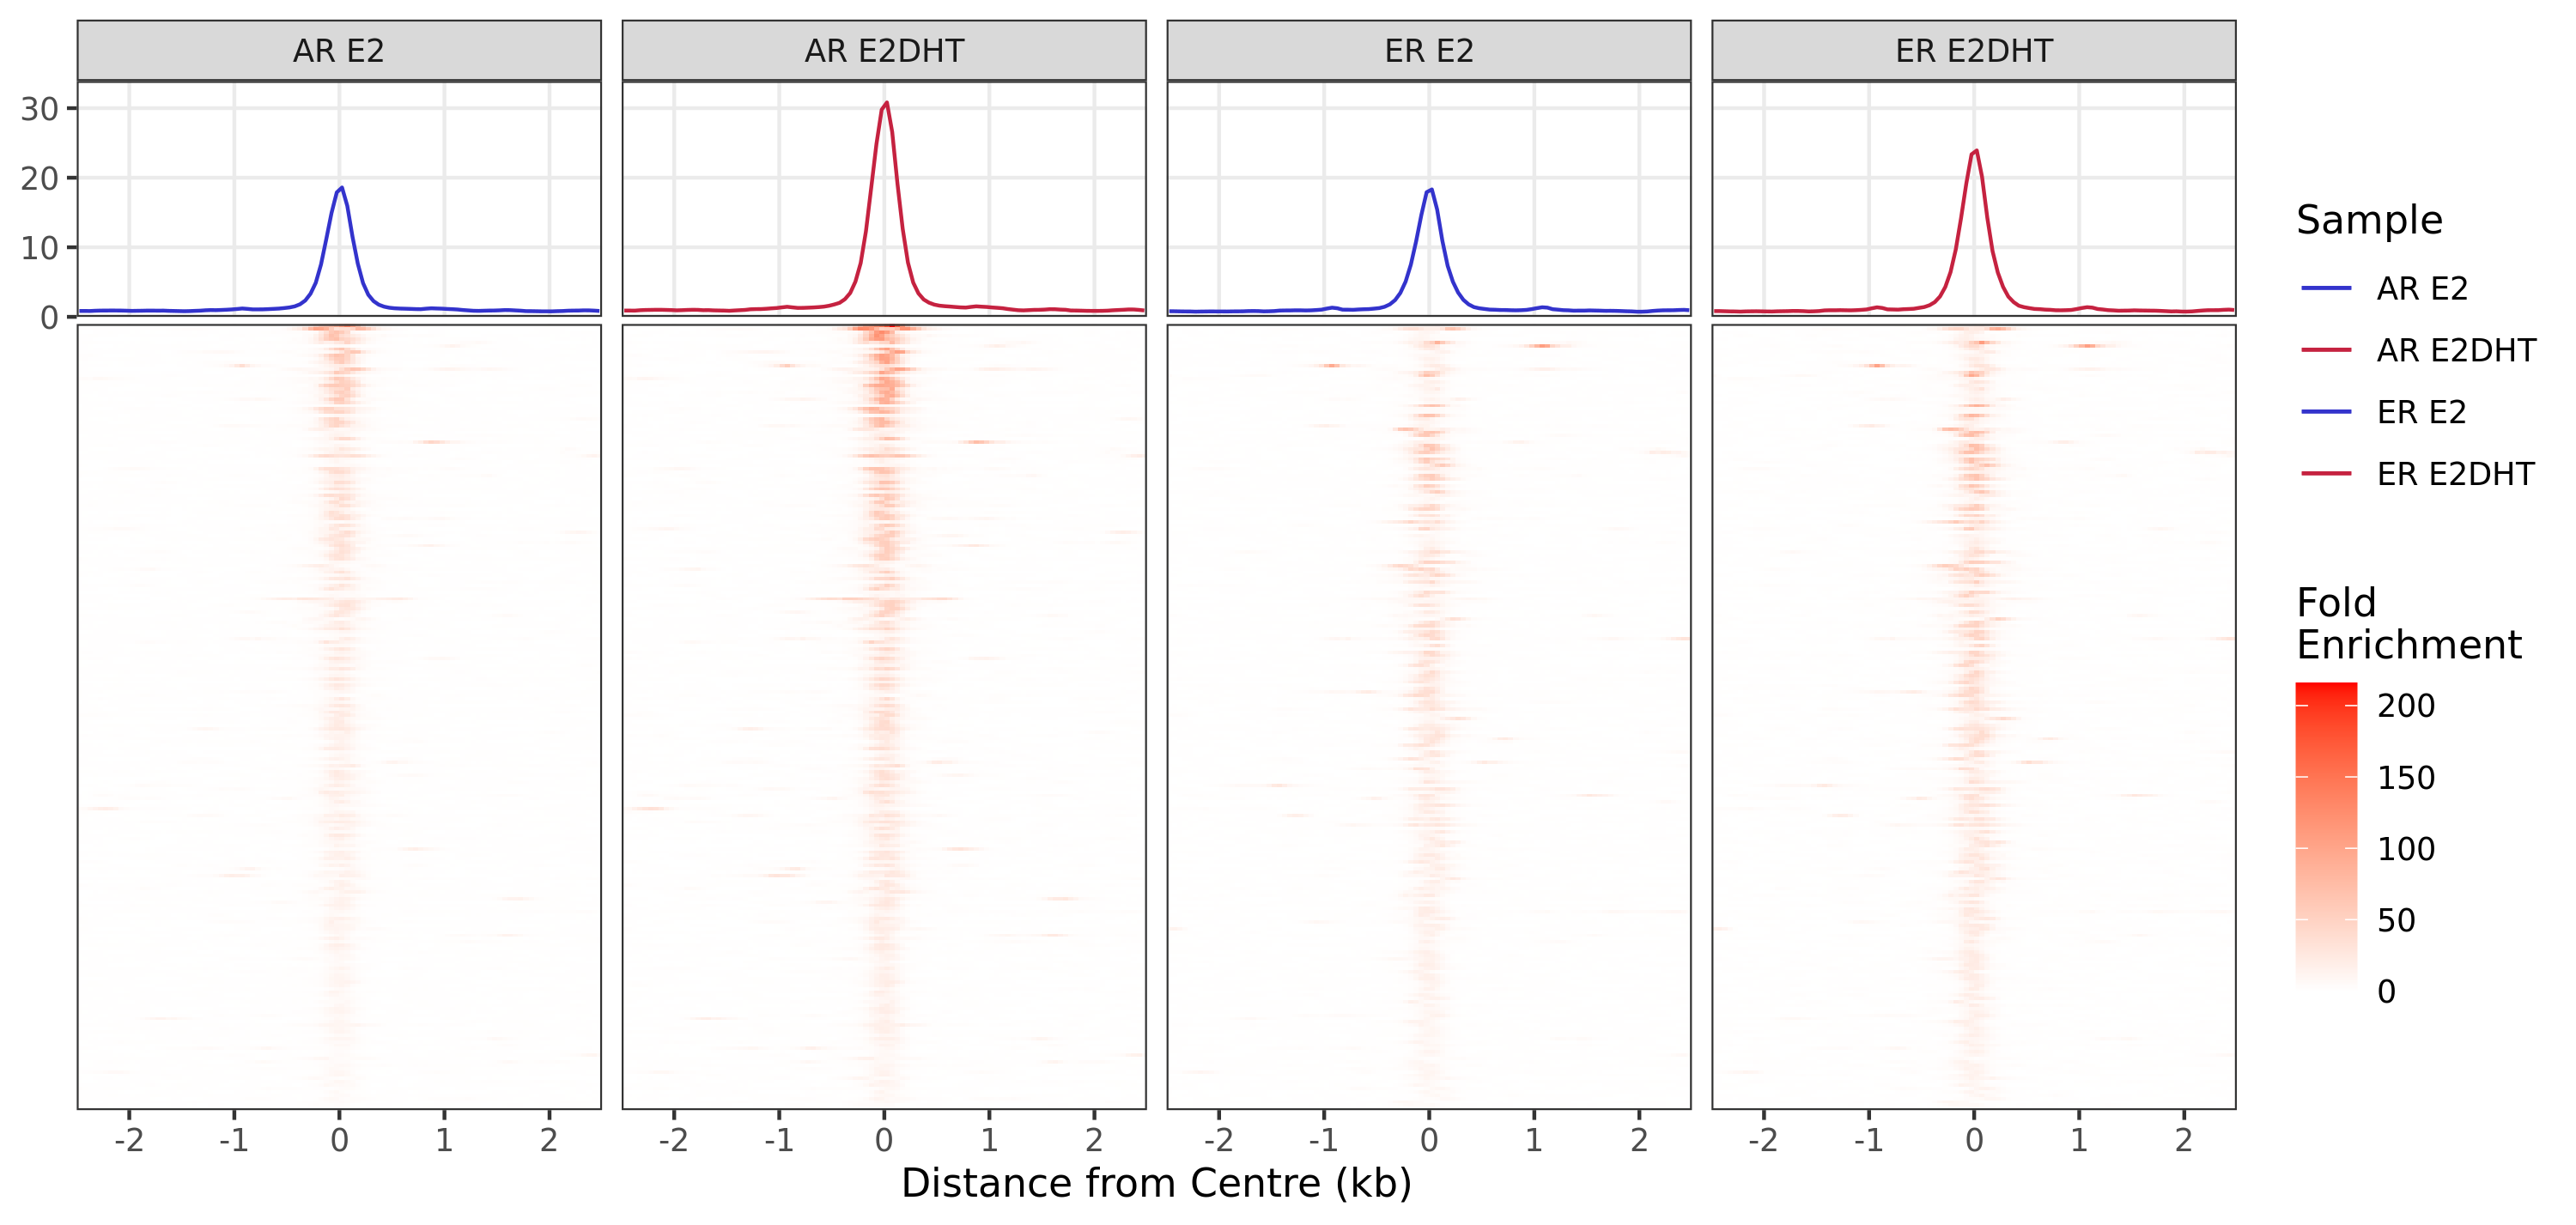 AR E2
AR E2DHT
ER E2
ER E2DHT
30
20
10
0
-2 -1 0 1 2
-2 -1 0 1 2
-2 -1 0 1 2
-2 -1 0 1 2
Distance from Centre (kb)
Sample
AR E2
AR E2DHT
ER E2
ER E2DHT
Fold
Enrichment
200
150
100
50
0